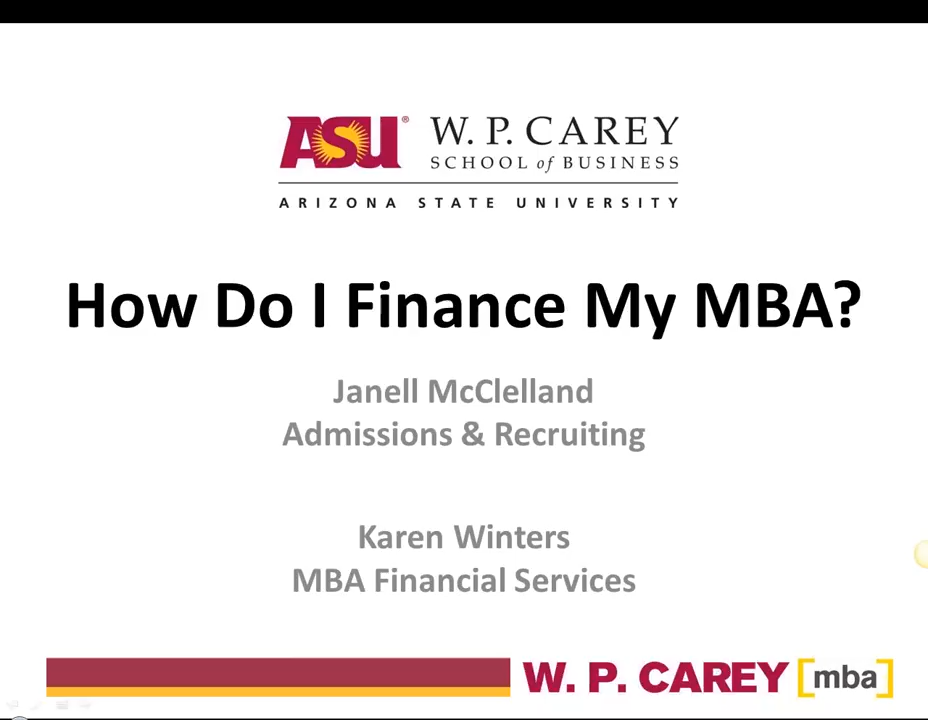 ASU® W. P. CAREY
SCHOOL of BUSINESS
ARIZONA STATE UNIVERSITY
How Do I Finance My MBA?
Janell McClelland
Admissions & Recruiting
Karen Winters
MBA Financial Services
W. P. CAREY [mba]